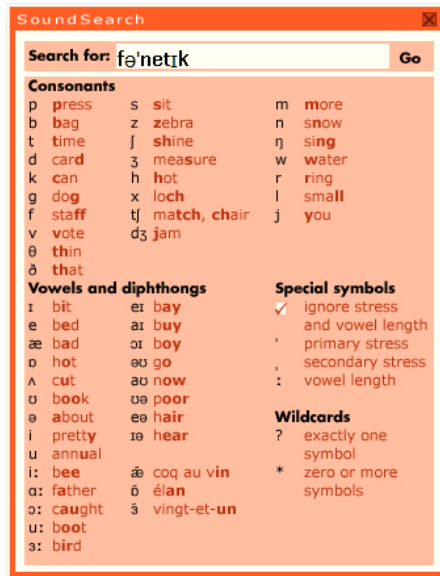 SoundSearch
Search for: fə'netɪk Go
Consonants
p press s sit m more
b bag z zebra n snow
t time ʃ shine ŋ sing
d card ʒ measure w water
k can h hot r ring
g dog x loch l small
f staff tʃ match, chair j you
v vote dʒ jam
θ thin
ð that
Vowels and diphthongs Special symbols
ɪ bit eɪ bay ✓ ignore stress
e bed aɪ buy and vowel length
æ bad ɔɪ boy ˈ primary stress
ɒ hot əʊ go ˌ secondary stress
ʌ cut aʊ now ː vowel length
ʊ book ʊə poor
ə about eə hair Wildcards
i pretty ɪə hear ? exactly one
u annual symbol
iː bee æ̃ coq au vin * zero or more
ɑː father ɒ̃ élan symbols
ɔː caught ɜ̃ vingt-et-un
uː boot
ɜː bird